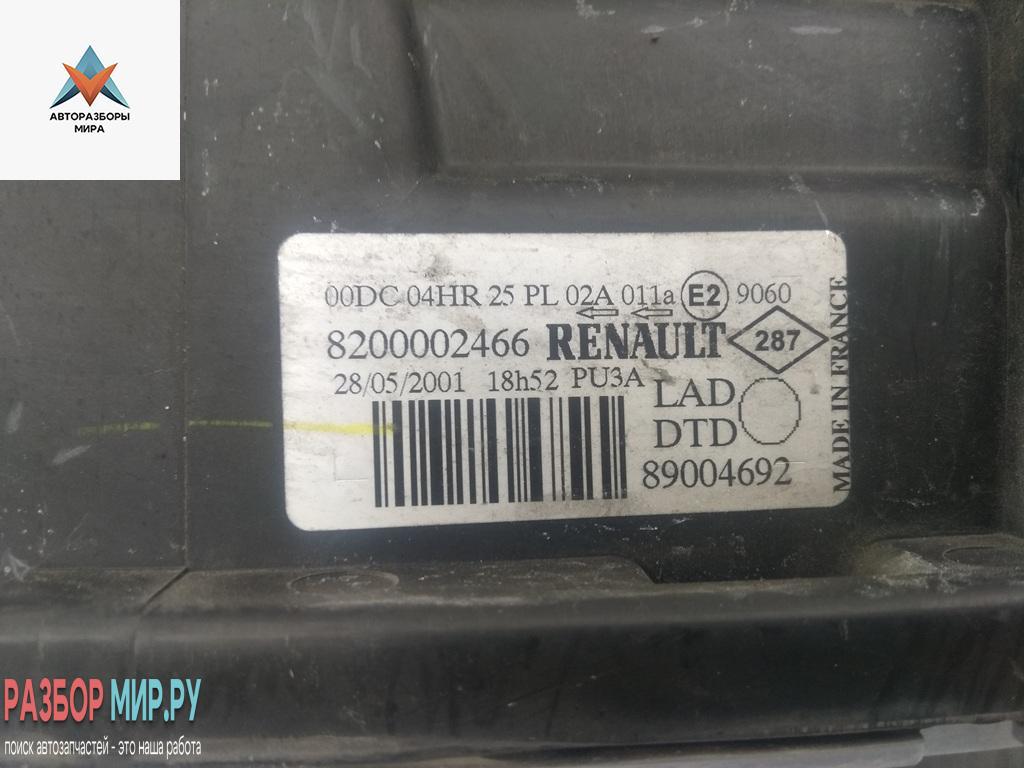 АВТОРАЗБОРЫ
МИРА
00DC 04HR 25 PL 02A 011a E2 9060
8200002466 RENAULT 287
28/05/2001 18h52 PU3A
LAD
DTD
89004692
MADE IN FRANCE
РАЗБОР МИР.РУ
поиск автозапчастей - это наша работа